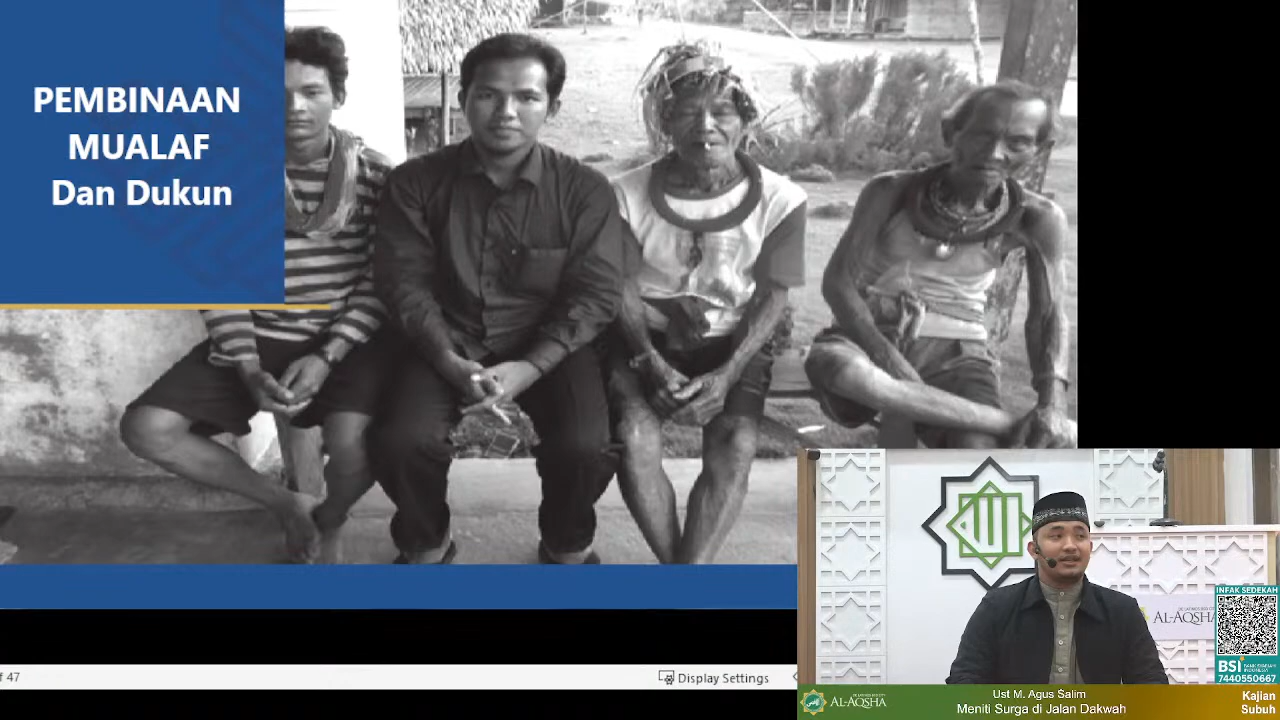 PEMBINAAN
MUALAF
Dan Dukun
f 47
Display Settings
AL-AQSHA
INFAK SEDEKAH
BSI
7440550667
AL-AQSHA
Ust M. Agus Salim
Meniti Surga di Jalan Dakwah
Kajian
Subuh